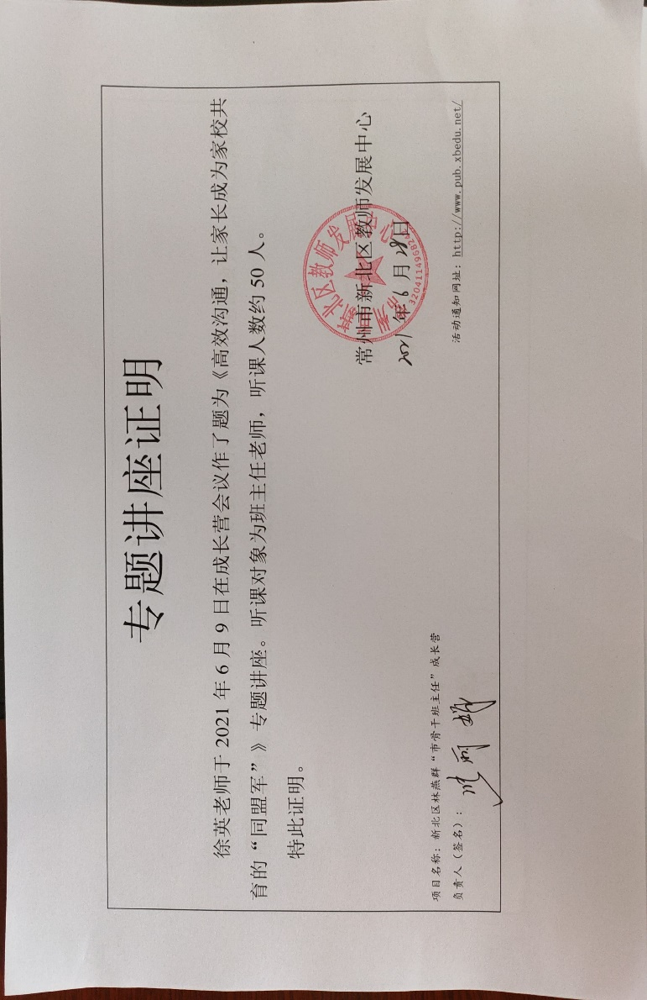 专题讲座证明
徐英老师于 2021 年 6 月 9 日在成长营会议作了题为《高效沟通，让家长成为家校共
育的“同盟军”》专题讲座。听课对象为班主任老师，听课人数约 50 人。
特此证明。
常州市新北区教师发展中心
2021 年 6 月 28 日
项目名称：新北区林燕群“市骨干班主任”成长营
负责人（签名）：
活动通知网址：http://www.pub.xbedu.net/